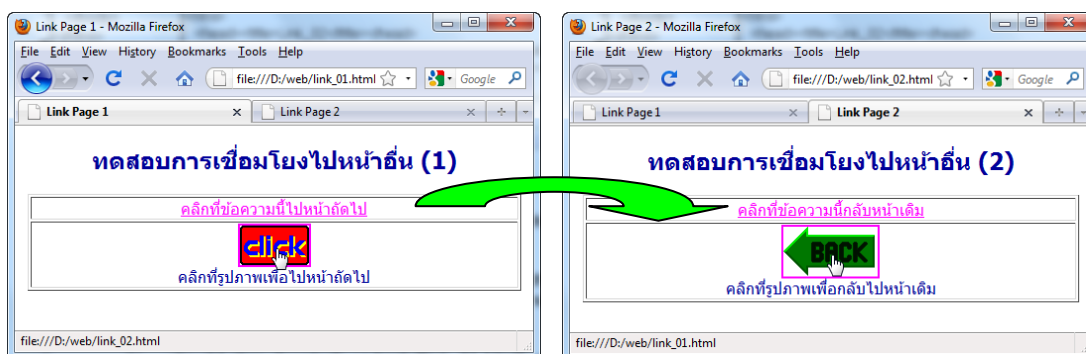 Link Page 1 - Mozilla Firefox
File Edit View History Bookmarks Tools Help
file:///D:/web/link_01.html
Google
Link Page 1
Link Page 2
ทดสอบการเชื่อมโยงไปหน้าอื่น (1)
คลิกที่ข้อความนี้ไปหน้าถัดไป
click
คลิกที่รูปภาพเพื่อไปหน้าถัดไป
file:///D:/web/link_02.html
Link Page 2 - Mozilla Firefox
File Edit View History Bookmarks Tools Help
file:///D:/web/link_02.html
Google
Link Page 1
Link Page 2
ทดสอบการเชื่อมโยงไปหน้าอื่น (2)
คลิกที่ข้อความนี้กลับหน้าเดิม
BACK
คลิกที่รูปภาพเพื่อกลับไปหน้าเดิม
file:///D:/web/link_01.html